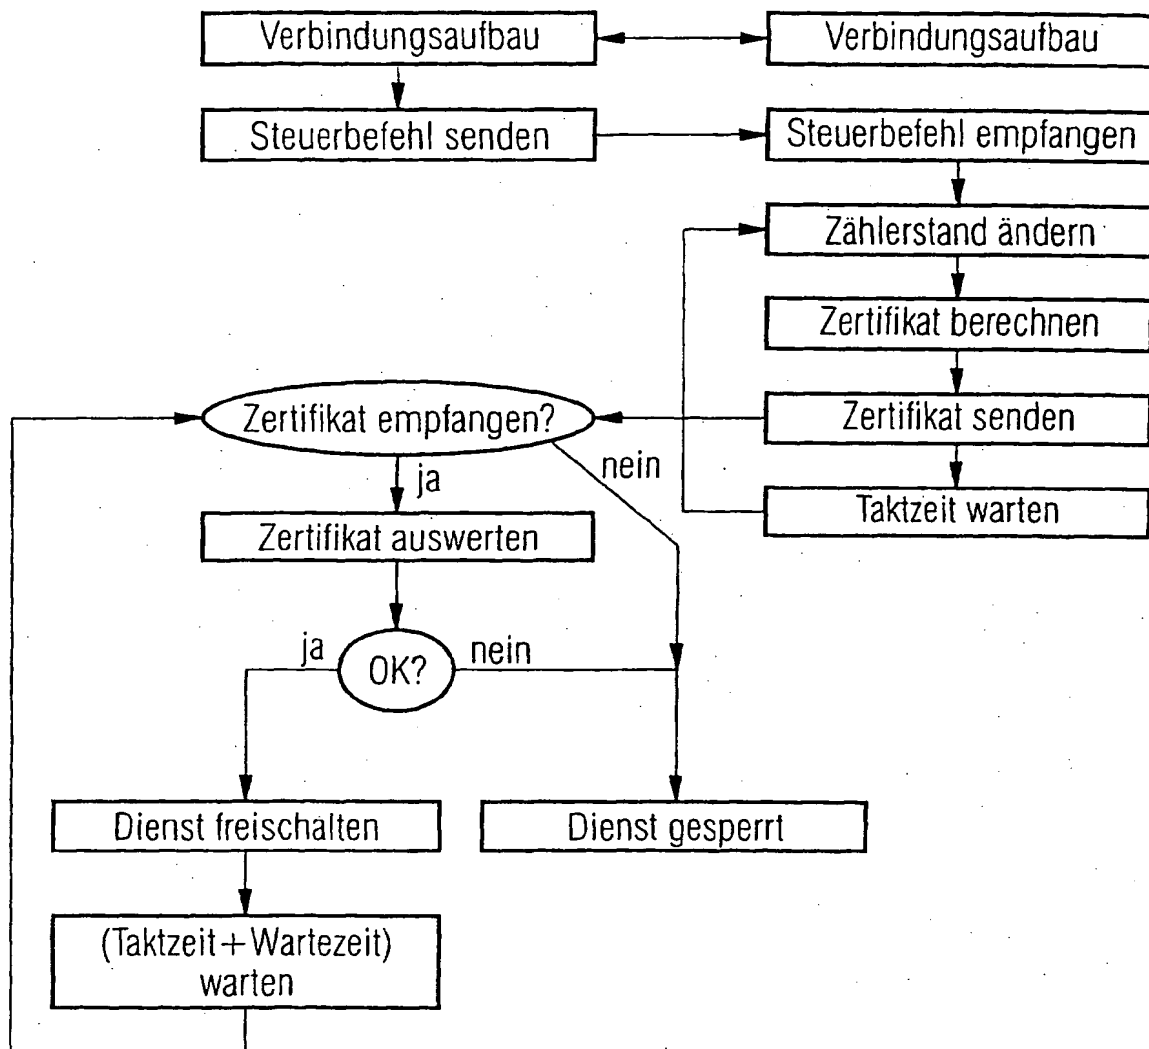 Verbindungsaufbau
Verbindungsaufbau
Steuerbefehl senden
Steuerbefehl empfangen
Zählerstand ändern
Zertifikat berechnen
Zertifikat empfangen?
Zertifikat senden
ja
nein
Taktzeit warten
Zertifikat auswerten
ja
OK?
nein
Dienst freischalten
Dienst gesperrt
(Taktzeit+Wartezeit)
warten